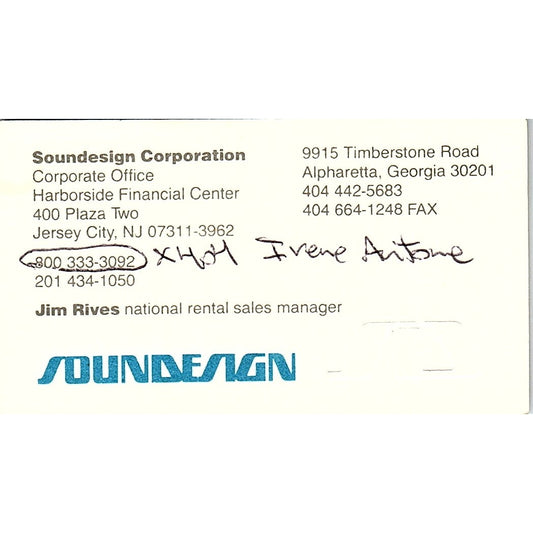 Soundesign Corporation
Corporate Office
Harborside Financial Center
400 Plaza Two
Jersey City, NJ 07311-3962
800 333-3092 x404 Irene Antome
201 434-1050
9915 Timberstone Road
Alpharetta, Georgia 30201
404 442-5683
404 664-1248 FAX
Jim Rives national rental sales manager
SOUNDESIGN